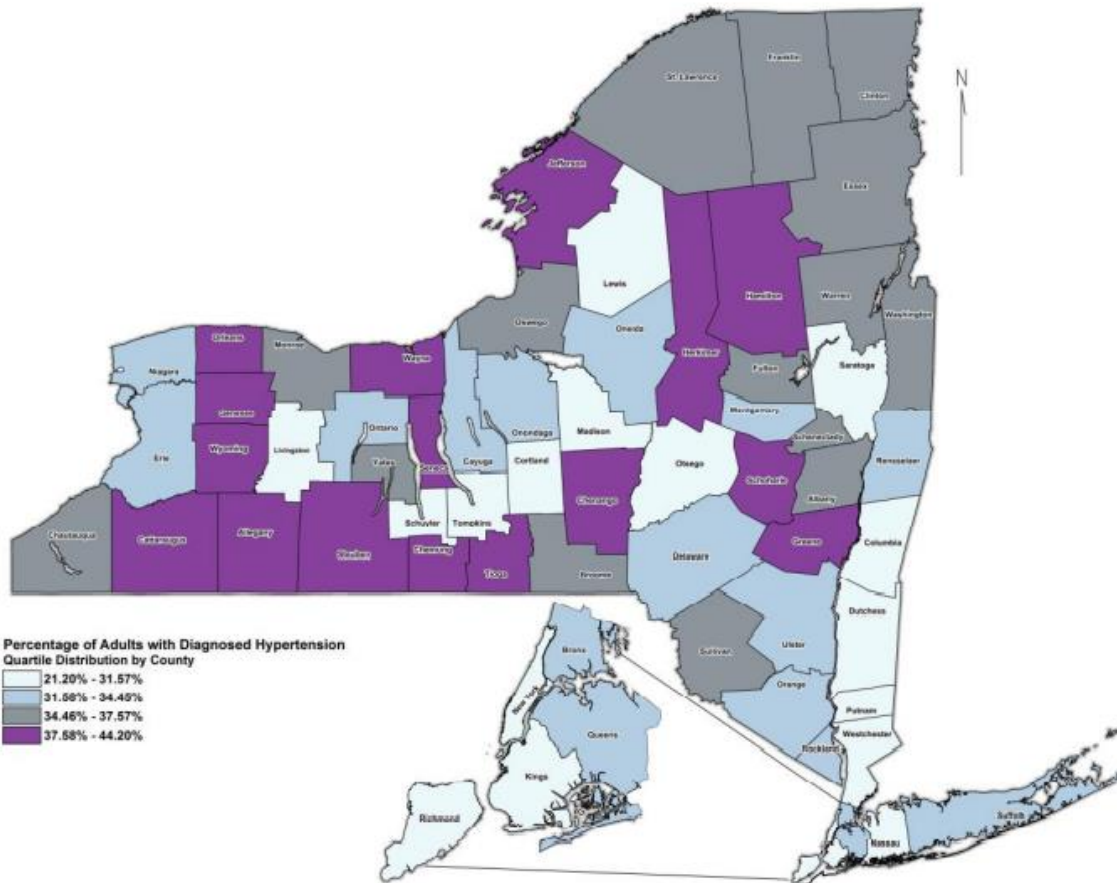 N
St. Lawrence
Franklin
Clinton
Jefferson
Essex
Lewis
Hamilton
Warren
Washington
Oswego
Oneida
Herkimer
Orleans
Monroe
Wayne
Fulton
Saratoga
Niagara
Genesee
Madison
Montgomery
Ontario
Onondaga
Schenectady
Erie
Wyoming
Livingston
Yates
Seneca
Cayuga
Cortland
Otsego
Schoharie
Rensselaer
Albany
Chenango
Schuyler
Tompkins
Chautauqua
Cattaraugus
Allegany
Steuben
Chemung
Tioga
Broome
Delaware
Greene
Columbia
Dutchess
Ulster
Sullivan
Orange
Putnam
Westchester
Rockland
Bronx
New York
Queens
Kings
Richmond
Nassau
Suffolk
Percentage of Adults with Diagnosed Hypertension
Quartile Distribution by County
21.20% - 31.57%
31.58% - 34.45%
34.46% - 37.57%
37.58% - 44.20%